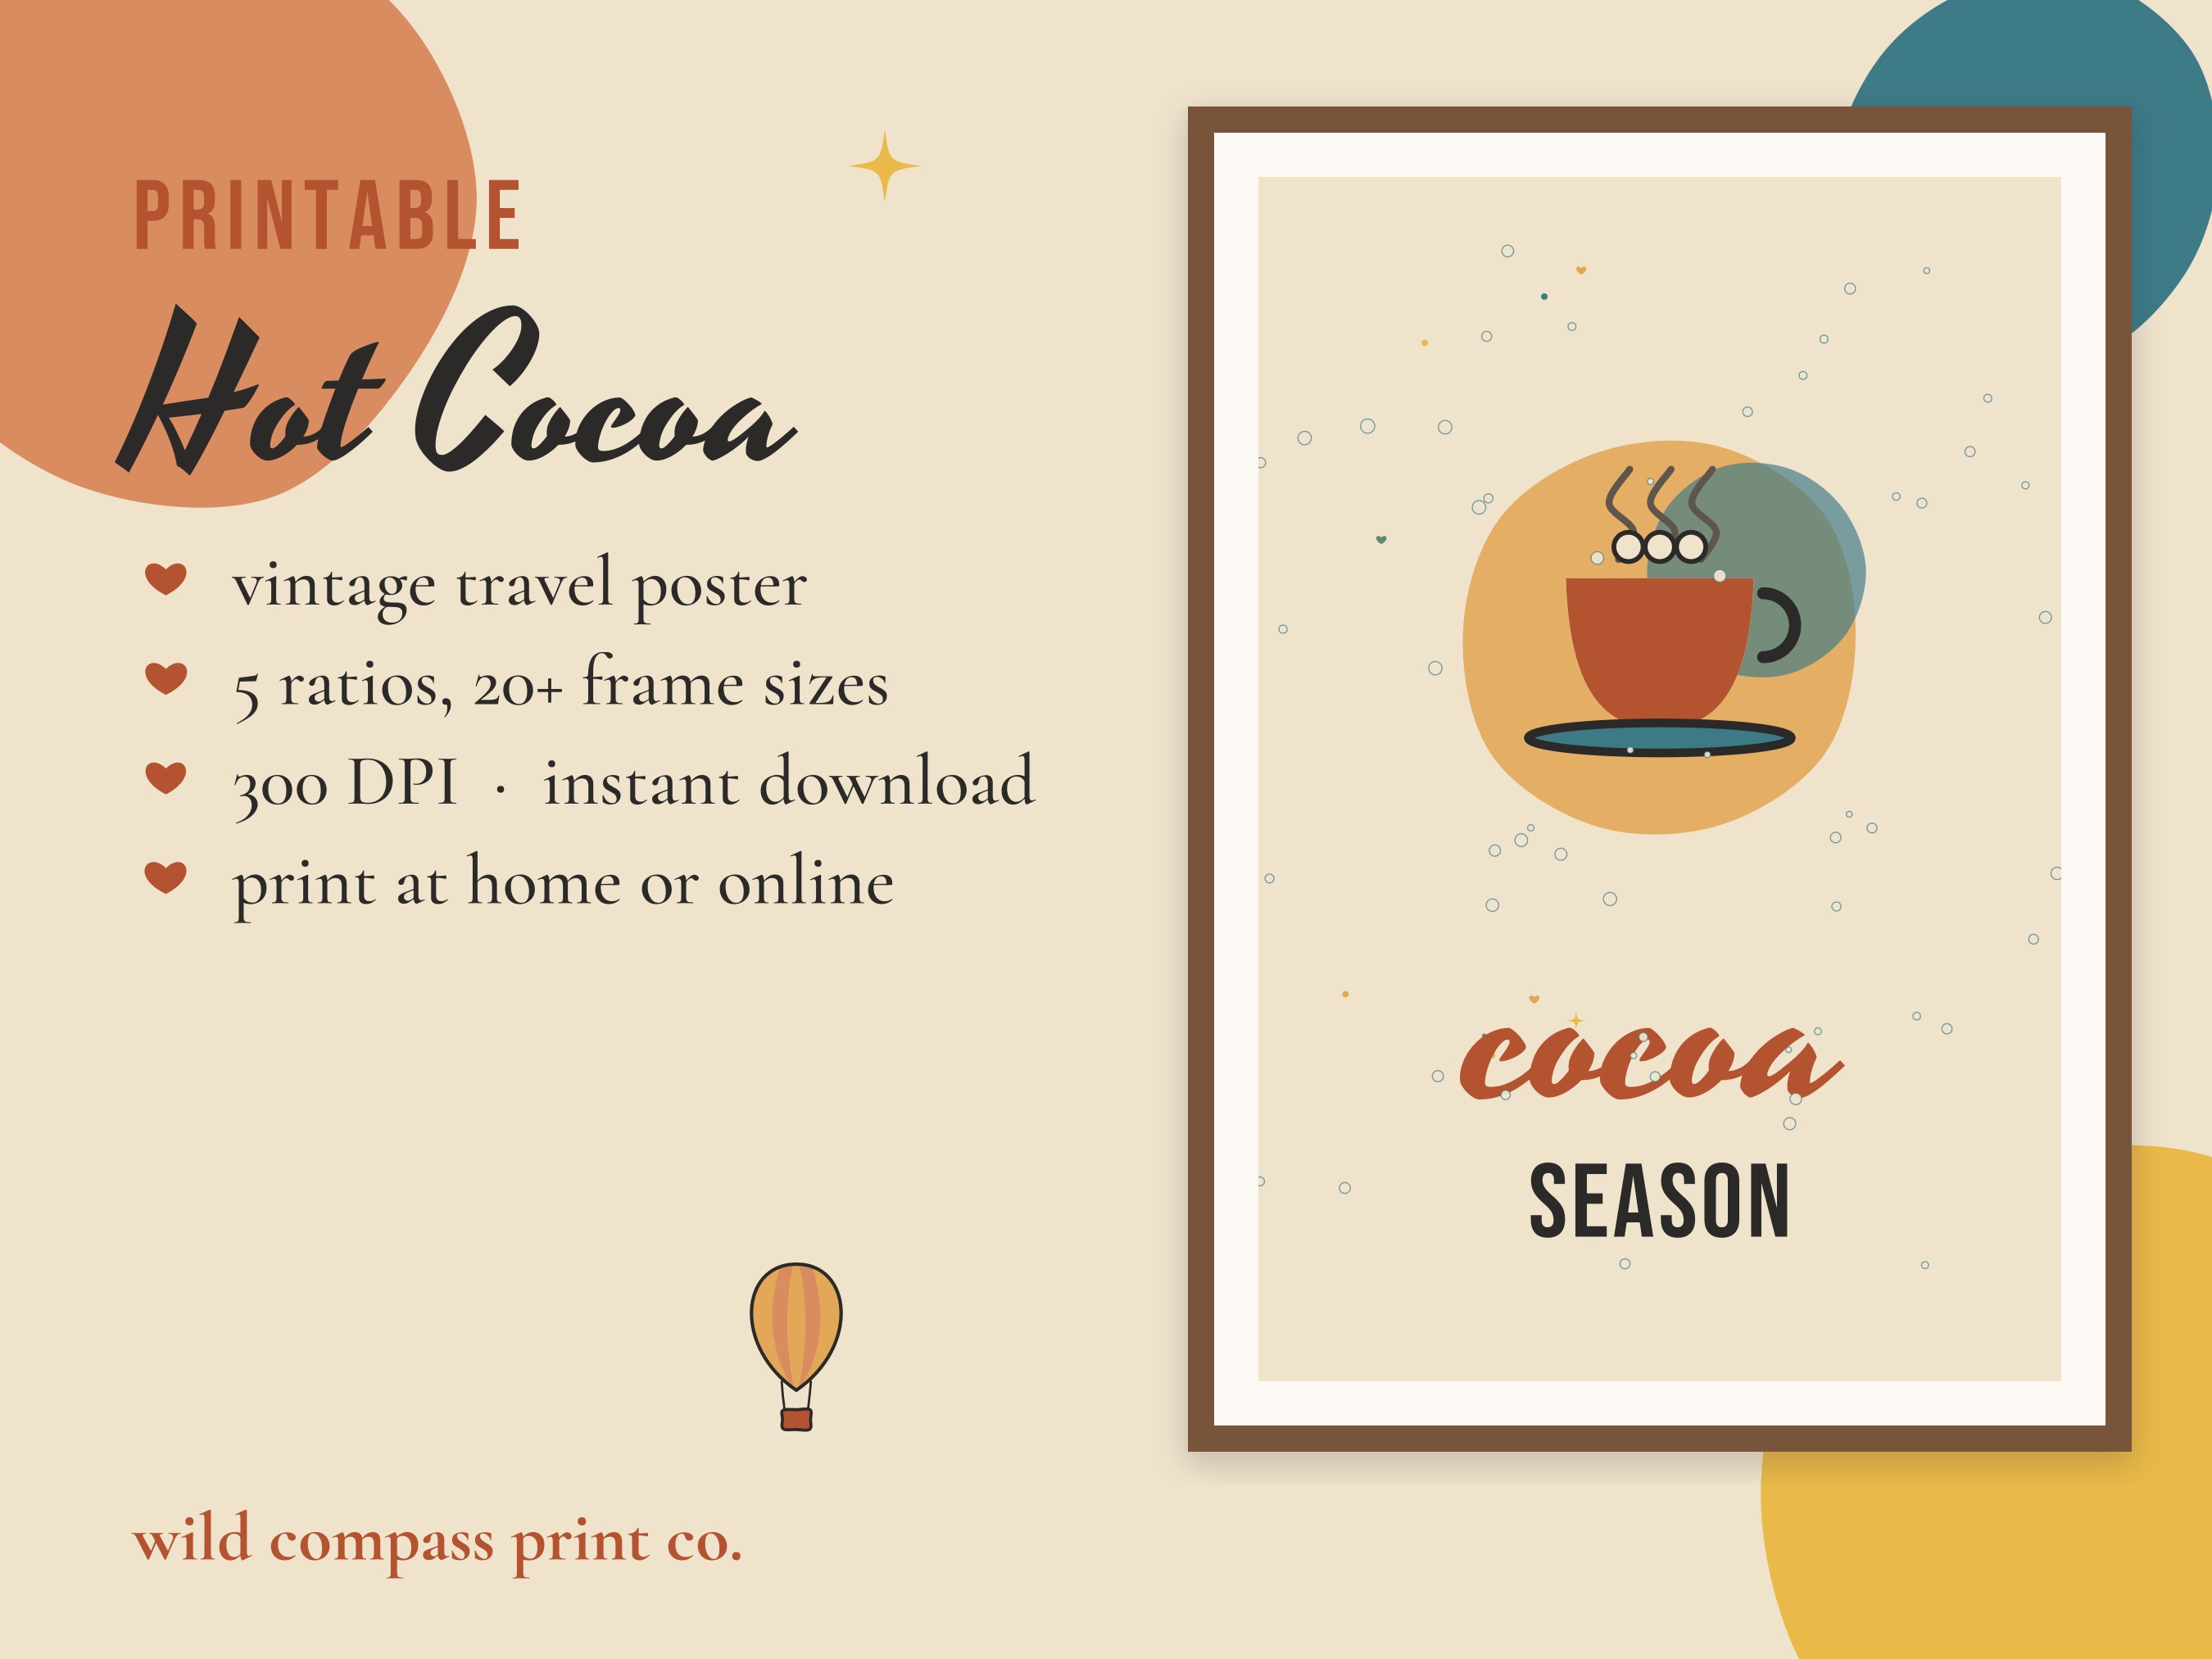 PRINTABLE
Hot Cocoa
vintage travel poster
5 ratios, 20+ frame sizes
300 DPI · instant download
print at home or online
wild compass print co.
cocoa
SEASON